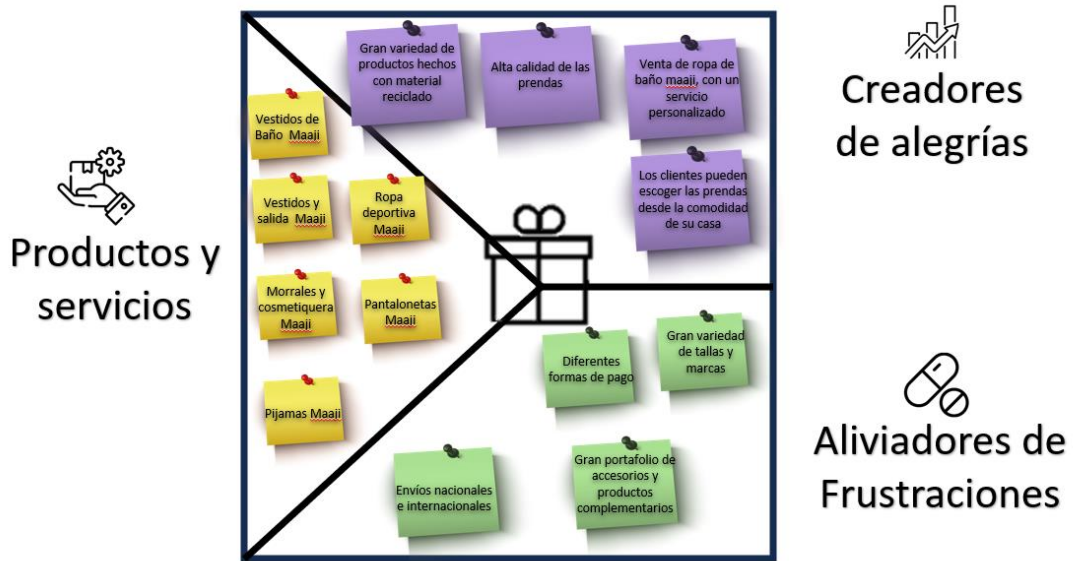 Productos y
servicios
Vestidos de
Baño Maaji
Vestidos y
salida Maaji
Ropa
deportiva
Maaji
Morrales y
cosmetiquera
Maaji
Pantalonetas
Maaji
Pijamas Maaji
Gran variedad de
productos hechos
con material
reciclado
Alta calidad de las
prendas
Venta de ropa de
baño maaji, con un
servicio
personalizado
Los clientes pueden
escoger las prendas
desde la comodidad
de su casa
Creadores
de alegrías
Diferentes
formas de pago
Gran variedad
de tallas y
marcas
Envíos nacionales
e internacionales
Gran portafolio de
accesorios y
productos
complementarios
Aliviadores de
Frustraciones